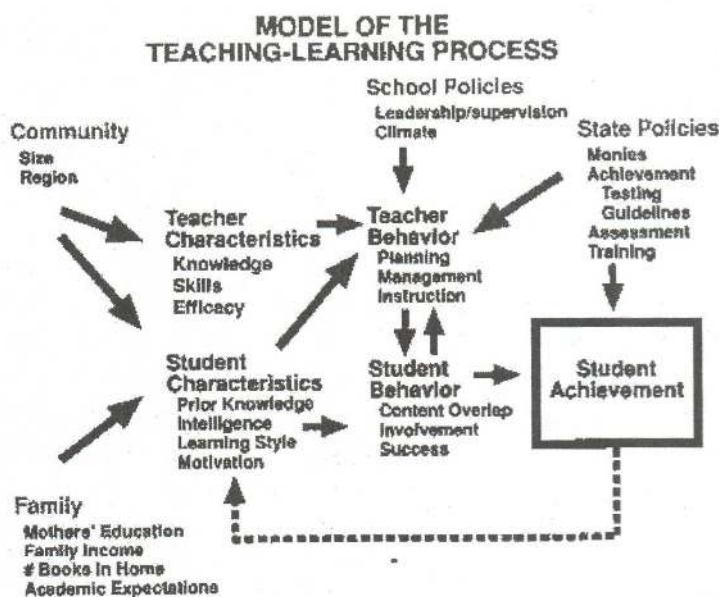 MODEL OF THE
TEACHING-LEARNING PROCESS
School Policies
Leadership/supervision
Climate
Community
Size
Region
State Policies
Monies
Achievement
Testing
Guidelines
Assessment
Training
Teacher
Characteristics
Knowledge
Skills
Efficacy
Teacher
Behavior
Planning
Management
Instruction
Student
Characteristics
Prior Knowledge
Intelligence
Learning Style
Motivation
Student
Behavior
Content Overlap
Involvement
Success
Student
Achievement
Family
Mothers' Education
Family Income
# Books In Home
Academic Expectations